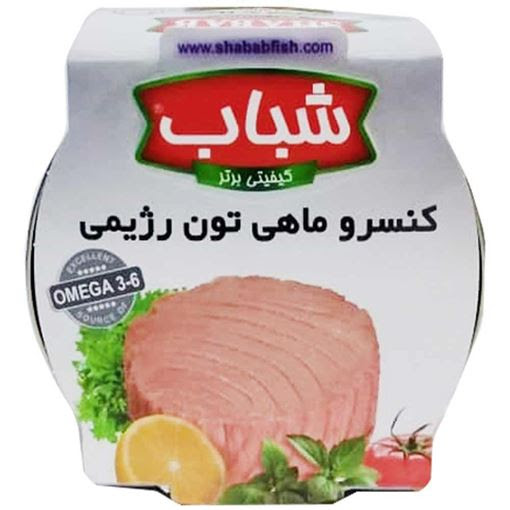 www.shababfish.com
شباب
کیفیتی برتر
کنسرو ماهی تون رژیمی
EXCELLENT
OMEGA 3-6
SOURCE OF